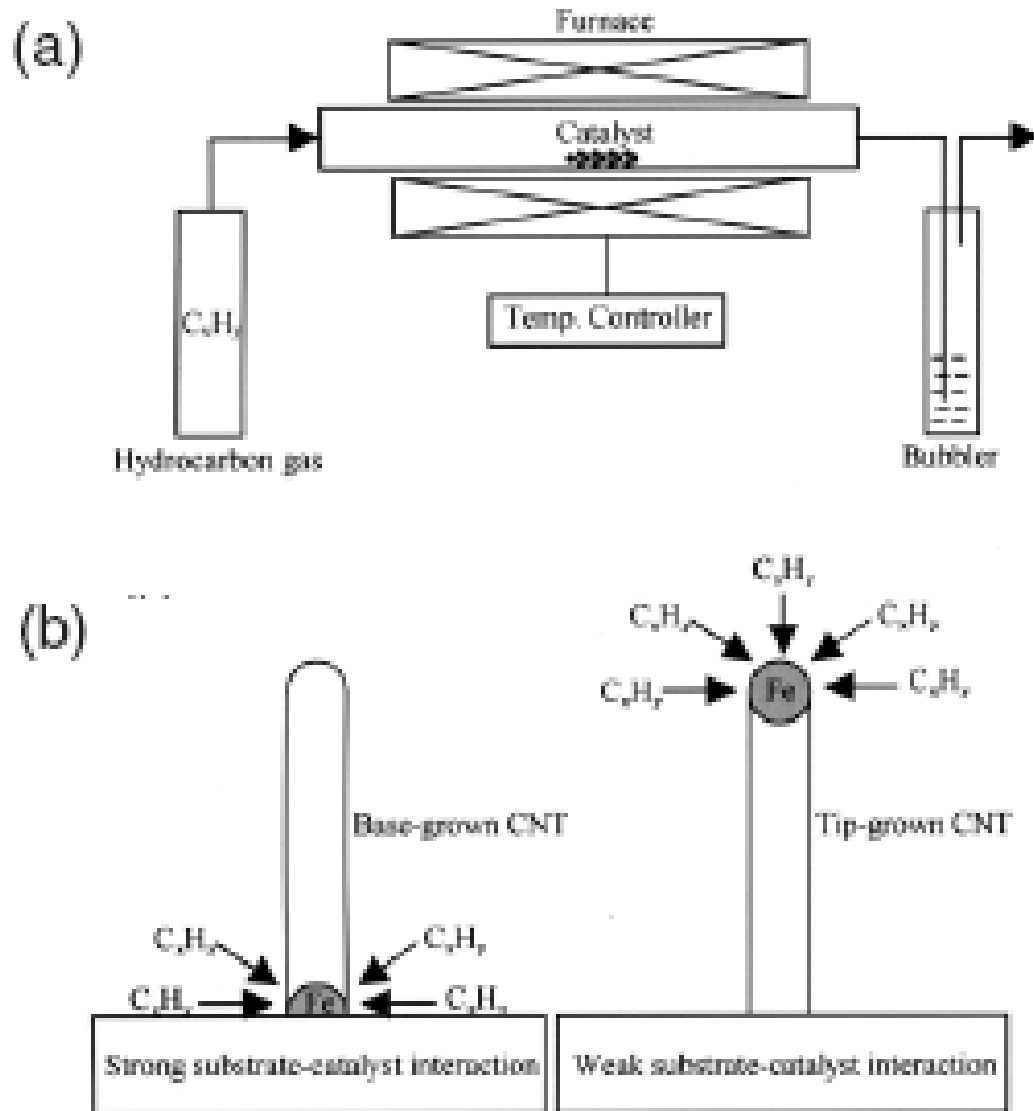 (a)
Furnace
Catalyst
CₓHᵧ
Temp. Controller
Hydrocarbon gas
Bubbler
(b)
CₓHᵧ
CₓHᵧ
CₓHᵧ
CₓHᵧ
CₓHᵧ
Fe
Base-grown CNT
Tip-grown CNT
CₓHᵧ
CₓHᵧ
CₓHᵧ
Fe
CₓHᵧ
Strong substrate-catalyst interaction
Weak substrate-catalyst interaction